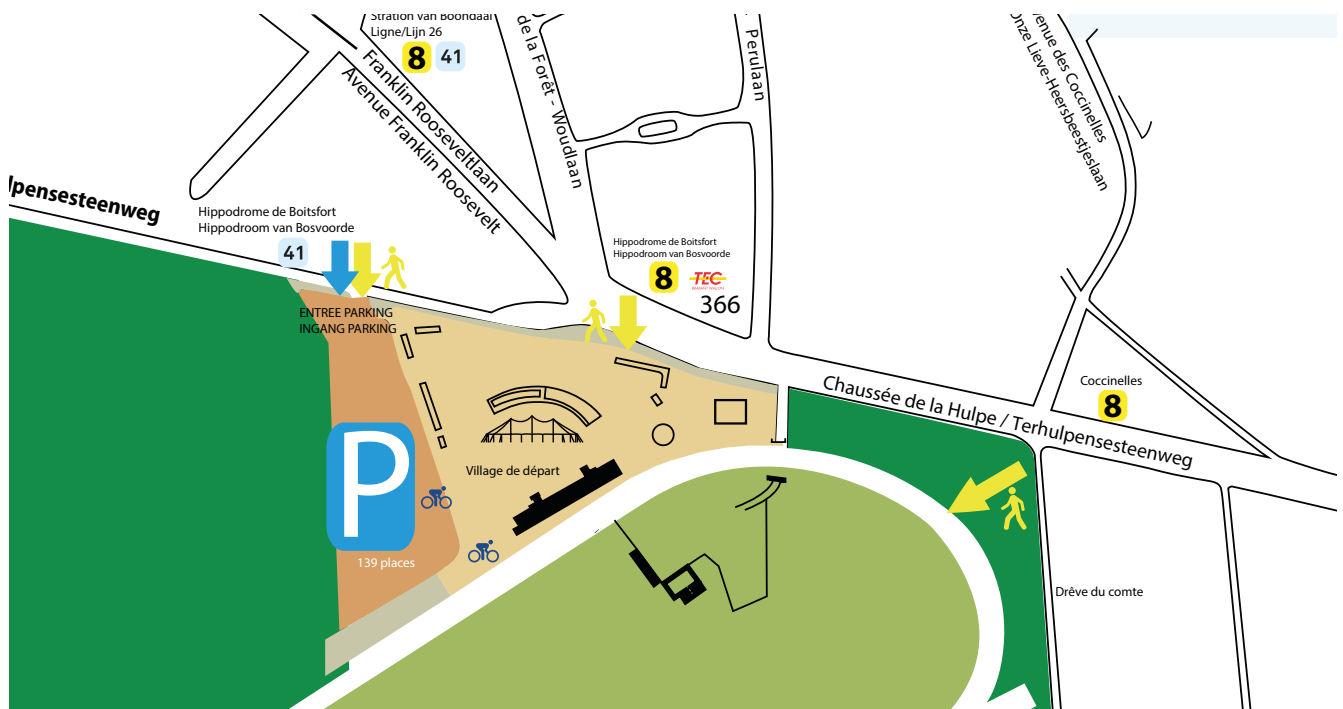 Stration van Boondaal
Ligne/Lijn 26
8 41
Franklin Rooseveltlaan
Avenue Franklin Roosevelt
de la Forêt - Woudlaan
Perulaan
Avenue des Coccinelles
Onze Lieve-Heersbeestjeslaan
lpensesteenweg
Hippodrome de Boitsfort
Hippodroom van Bosvoorde
41
Hippodrome de Boitsfort
Hippodroom van Bosvoorde
8 TEC
366
ENTREE PARKING
INGANG PARKING
Chaussée de la Hulpe / Terhulpensesteenweg
Coccinelles
8
P
139 places
Village de départ
Drêve du comte